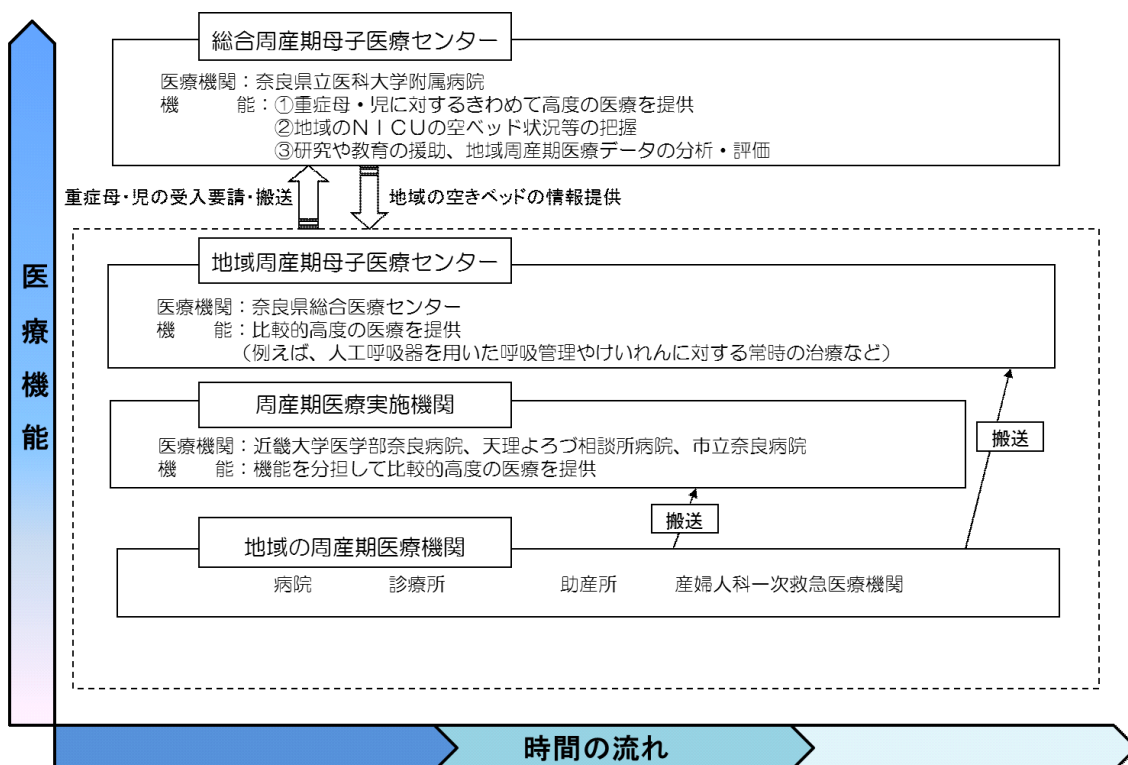 総合周産期母子医療センター
医療機関：奈良県立医科大学附属病院
機　　能：①重症母・児に対するきわめて高度の医療を提供
②地域のＮＩＣＵの空ベッド状況等の把握
③研究や教育の援助、地域周産期医療データの分析・評価
重症母・児の受入要請・搬送
地域の空きベッドの情報提供
地域周産期母子医療センター
医療機関：奈良県総合医療センター
機　　能：比較的高度の医療を提供
（例えば、人工呼吸器を用いた呼吸管理やけいれんに対する常時の治療など）
周産期医療実施機関
医療機関：近畿大学医学部奈良病院、天理よろづ相談所病院、市立奈良病院
機　　能：機能を分担して比較的高度の医療を提供
搬送
搬送
地域の周産期医療機関
病院　　診療所　　助産所　　産婦人科一次救急医療機関
医療機能
時間の流れ